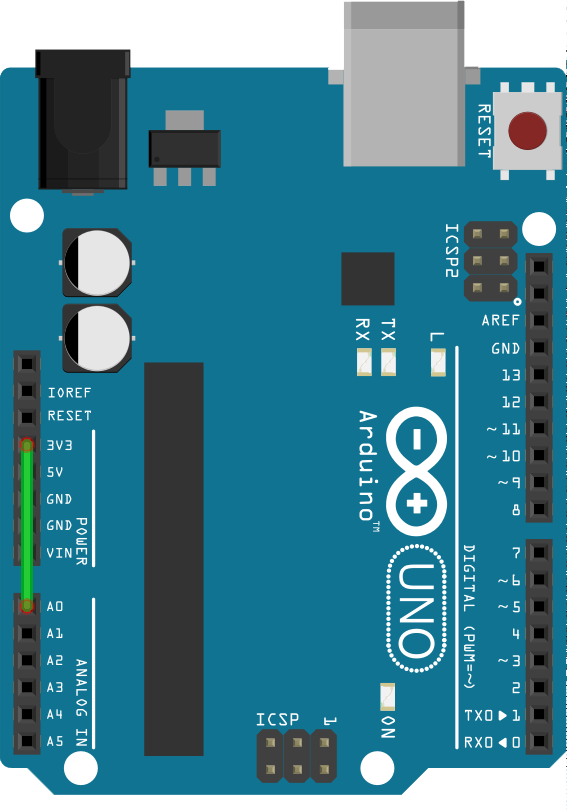 RESET
ICSP2
IOREF
RESET
3V3
5V
GND
GND
VIN
POWER
A0
A1
A2
A3
A4
A5
ANALOG IN
RX
TX
L
Arduino™
UNO
ON
ICSP
1
AREF
GND
13
12
~11
~10
~9
8
7
~6
~5
4
~3
2
TX0▶1
RX0◀0
DIGITAL (PWM=~)